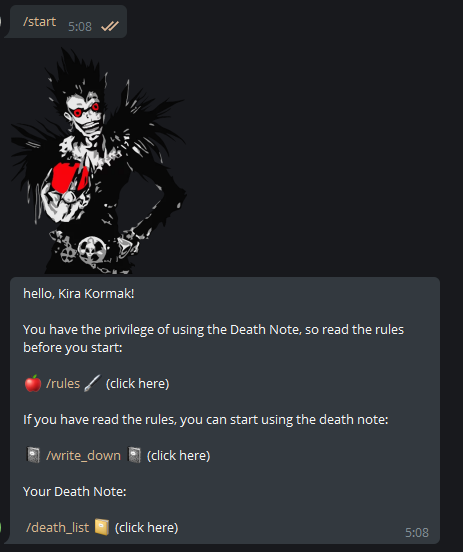 /start
5:08
hello, Kira Kormak!
You have the privilege of using the Death Note, so read the rules
before you start:
🍎 /rules 🖌 (click here)
If you have read the rules, you can start using the death note:
/write_down (click here)
Your Death Note:
/death_list (click here)
5:08